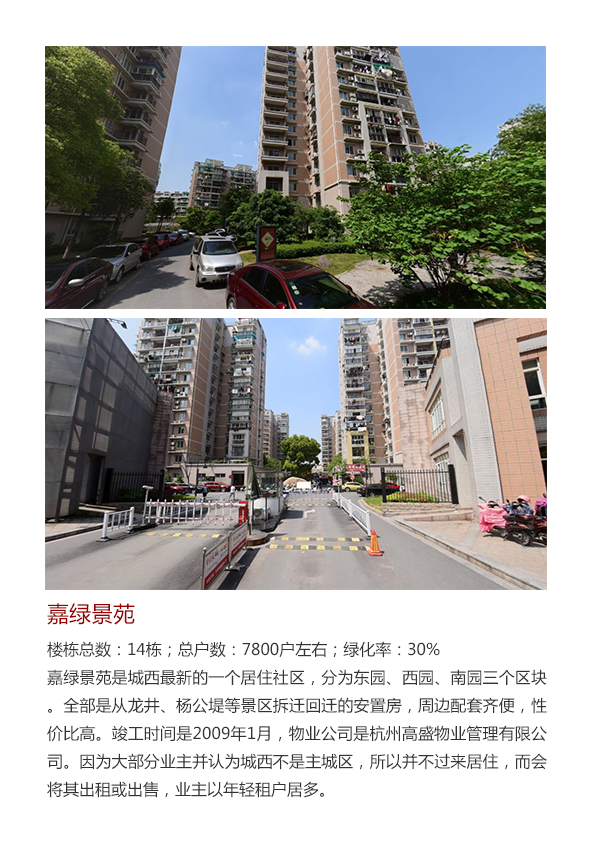 嘉绿景苑
楼栋总数：14栋；总户数：7800户左右；绿化率：30%
嘉绿景苑是城西最新的一个居住社区，分为东园、西园、南园三个区块
。全部是从龙井、杨公堤等景区拆迁回迁的安置房，周边配套齐便，性
价比高。竣工时间是2009年1月，物业公司是杭州高盛物业管理有限公
司。因为大部分业主并认为城西不是主城区，所以并不过来居住，而会
将其出租或出售，业主以年轻租户居多。